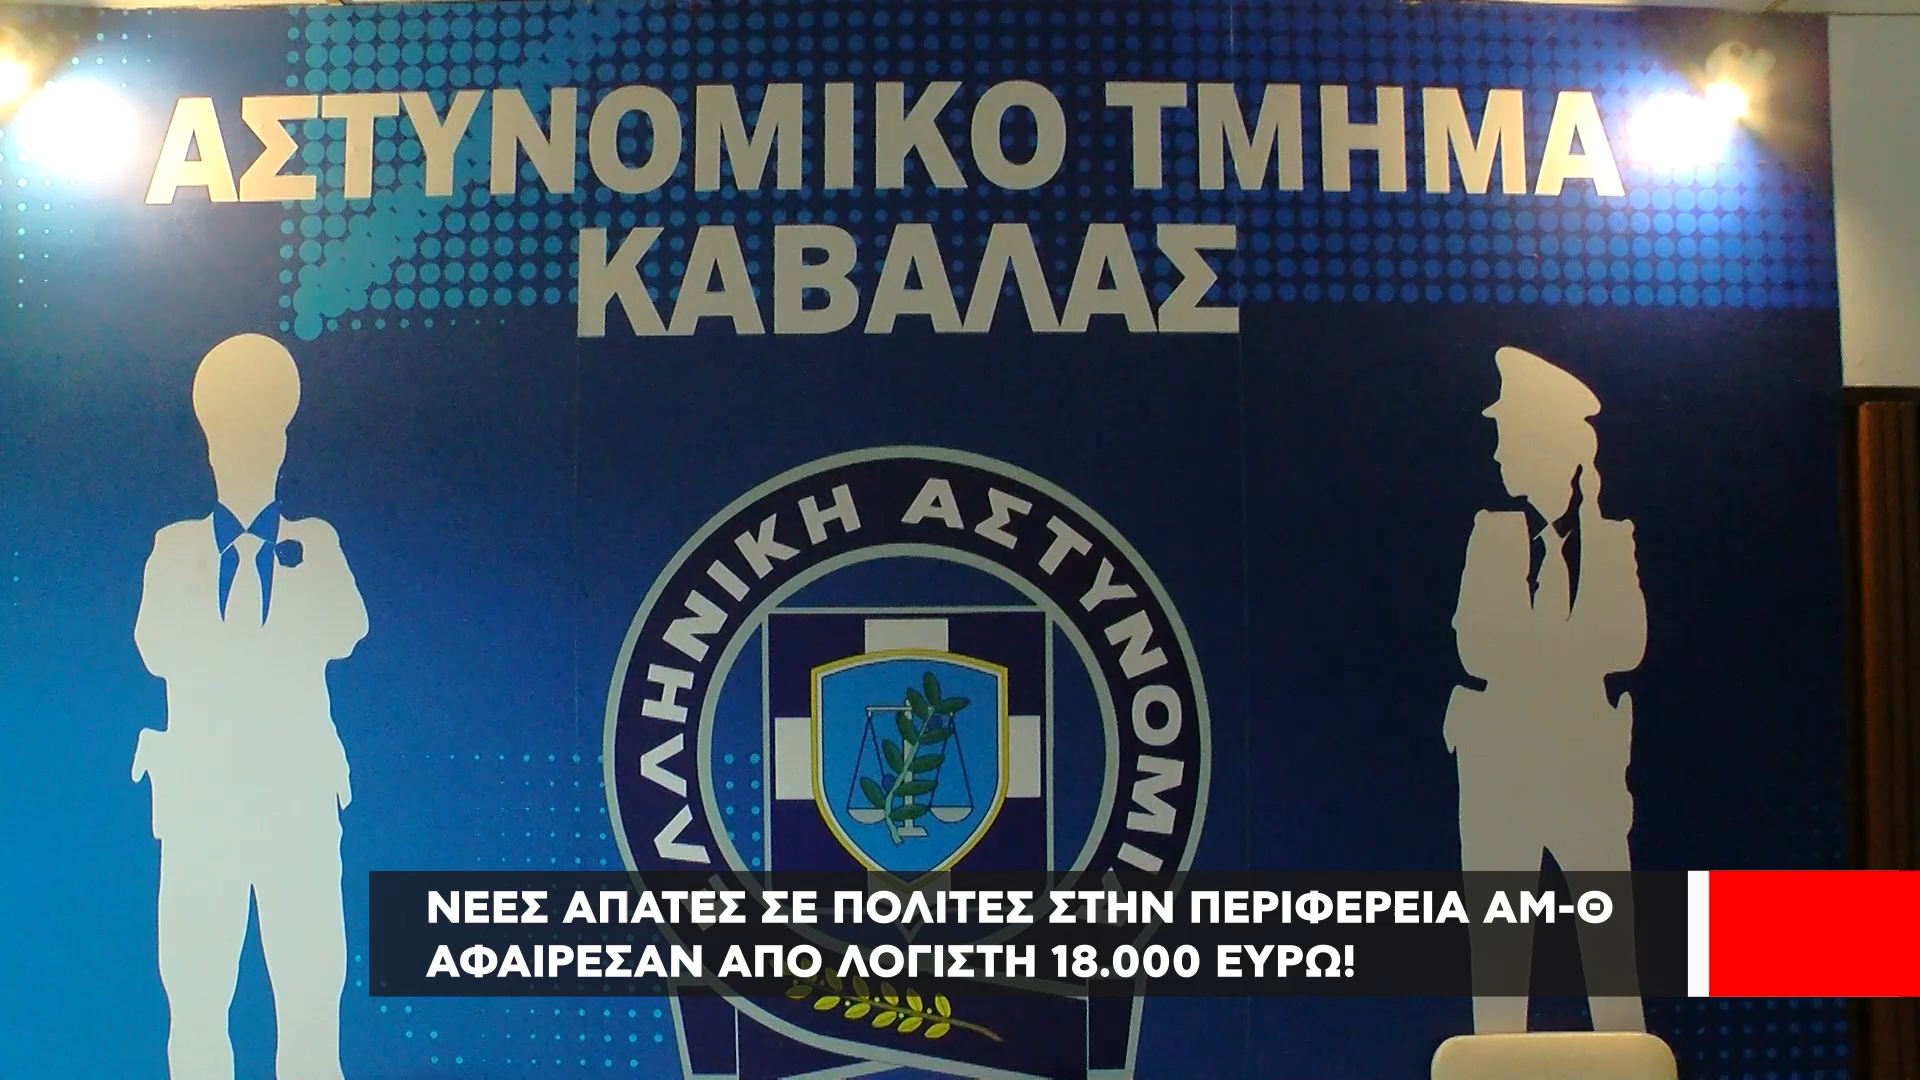 ΑΣΤΥΝΟΜΙΚΟ ΤΜΗΜΑ
ΚΑΒΑΛΑΣ
ΕΛΛΗΝΙΚΗ ΑΣΤΥΝΟΜΙΑ
ΝΕΕΣ ΑΠΑΤΕΣ ΣΕ ΠΟΛΙΤΕΣ ΣΤΗΝ ΠΕΡΙΦΕΡΕΙΑ ΑΜ-Θ
ΑΦΑΙΡΕΣΑΝ ΑΠΟ ΛΟΓΙΣΤΗ 18.000 ΕΥΡΩ!